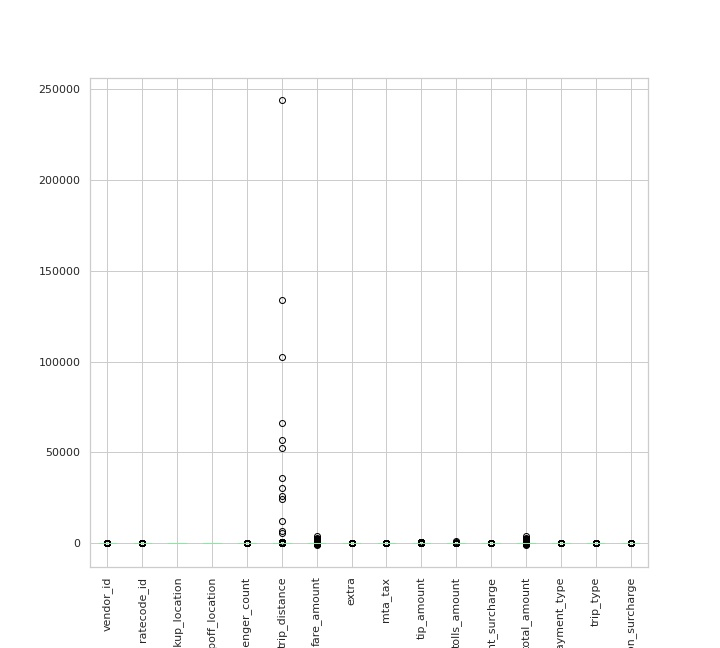 250000
200000
150000
100000
50000
0
vendor_id
ratecode_id
kup_location
poff_location
enger_count
trip_distance
fare_amount
extra
mta_tax
tip_amount
tolls_amount
nt_surcharge
otal_amount
ayment_type
trip_type
on_surcharge